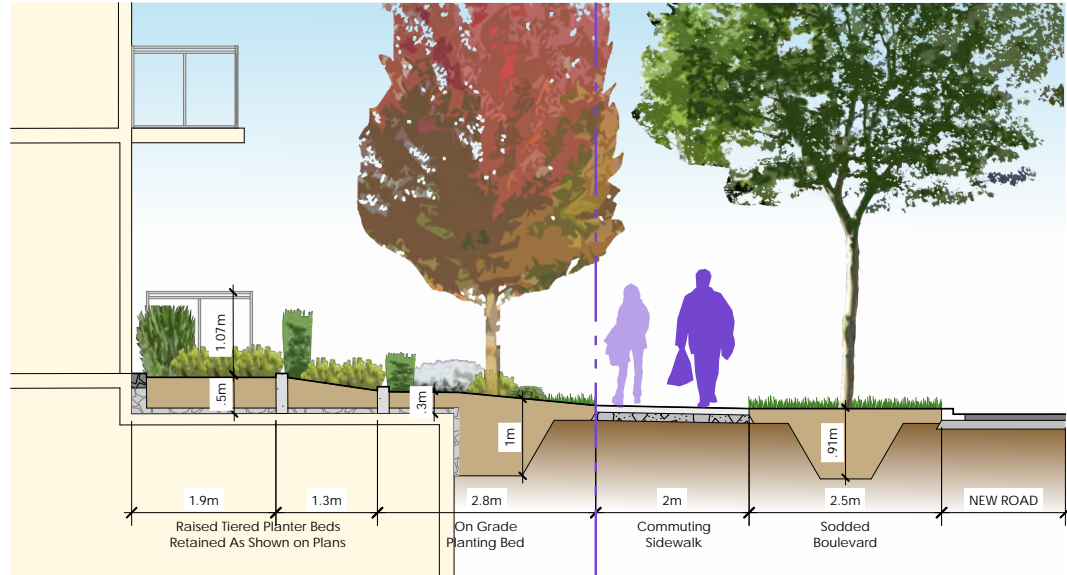 1.07m
.5m
.3m
1m
.91m
1.9m
1.3m
2.8m
2m
2.5m
NEW ROAD
Raised Tiered Planter Beds
Retained As Shown on Plans
On Grade
Planting Bed
Commuting
Sidewalk
Sodded
Boulevard